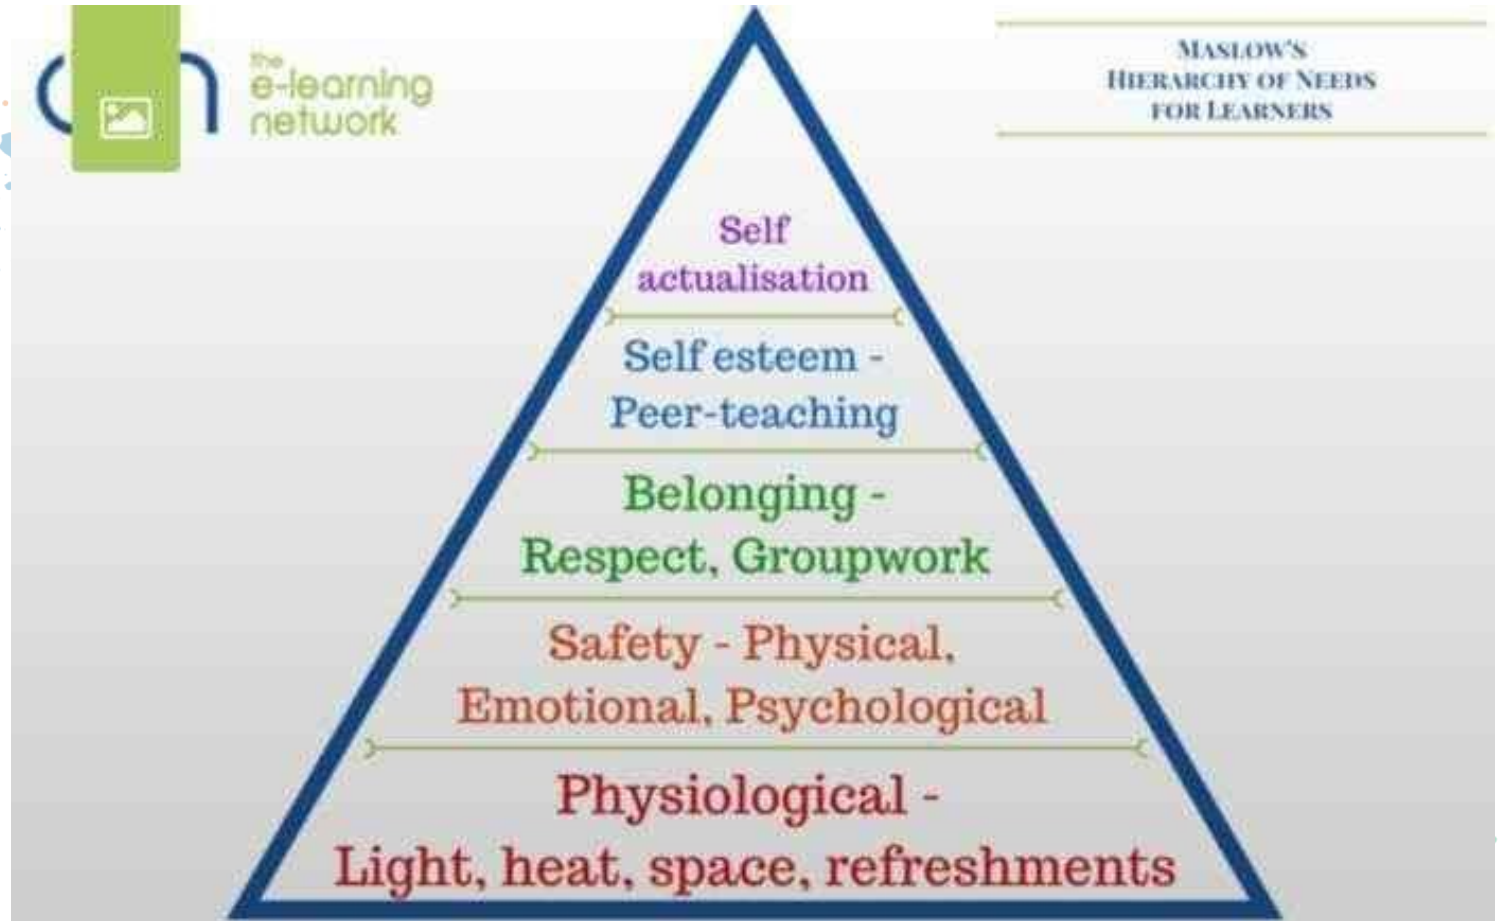 the
e-learning
network
MASLOW'S
HIERARCHY OF NEEDS
FOR LEARNERS
Self
actualisation
Self esteem -
Peer-teaching
Belonging -
Respect, Groupwork
Safety - Physical,
Emotional, Psychological
Physiological -
Light, heat, space, refreshments